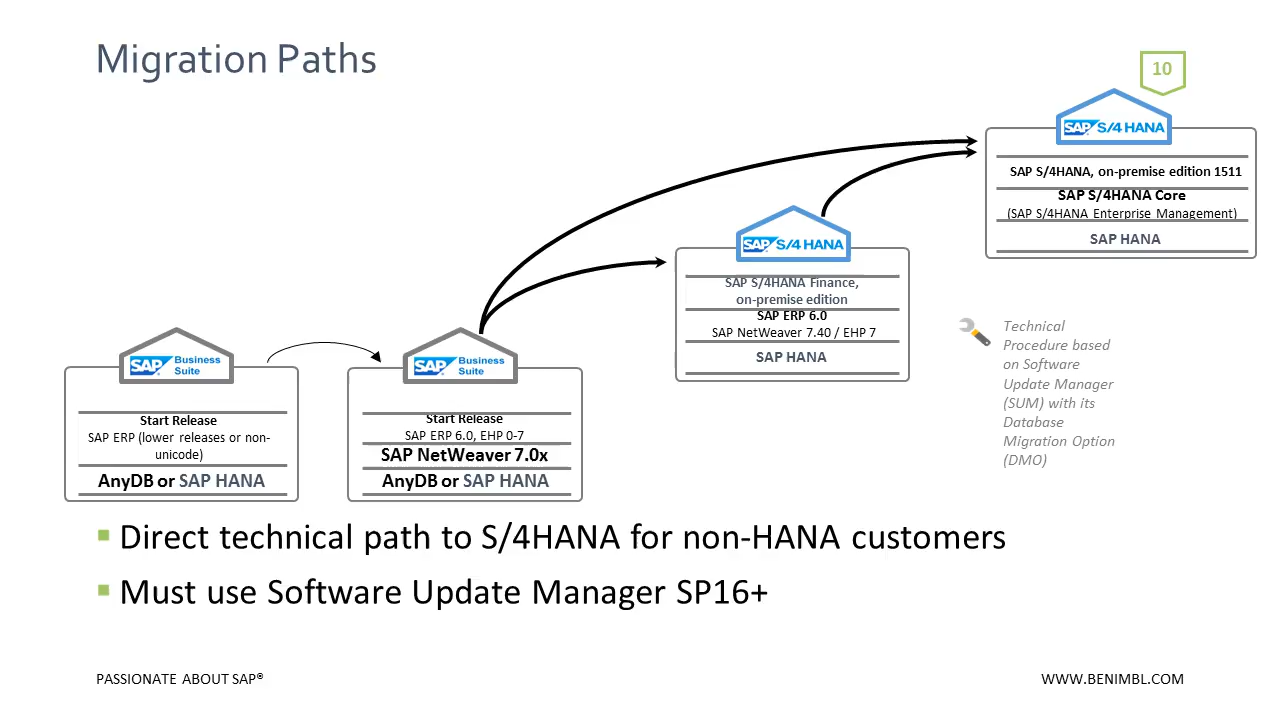 Migration Paths
10
SAP S/4 HANA
SAP S/4HANA, on-premise edition 1511
SAP S/4HANA Core
(SAP S/4HANA Enterprise Management)
SAP HANA
SAP S/4 HANA
SAP S/4HANA Finance,
on-premise edition
SAP ERP 6.0
SAP NetWeaver 7.40 / EHP 7
SAP HANA
Technical
Procedure based
on Software
Update Manager
(SUM) with its
Database
Migration Option
(DMO)
SAP Business
Suite
Start Release
SAP ERP (lower releases or non-
unicode)
AnyDB or SAP HANA
SAP Business
Suite
Start Release
SAP ERP 6.0, EHP 0-7
SAP NetWeaver 7.0x
AnyDB or SAP HANA
Direct technical path to S/4HANA for non-HANA customers
Must use Software Update Manager SP16+
PASSIONATE ABOUT SAP®
WWW.BENIMBL.COM